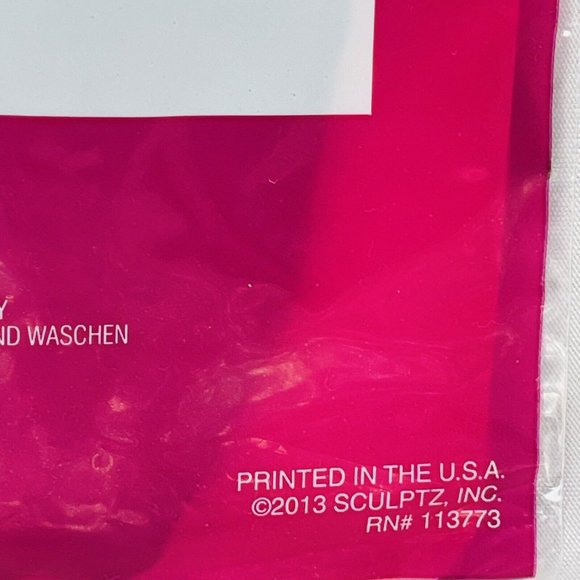 Y
ND WASCHEN
PRINTED IN THE U.S.A.
©2013 SCULPTZ, INC.
RN# 113773